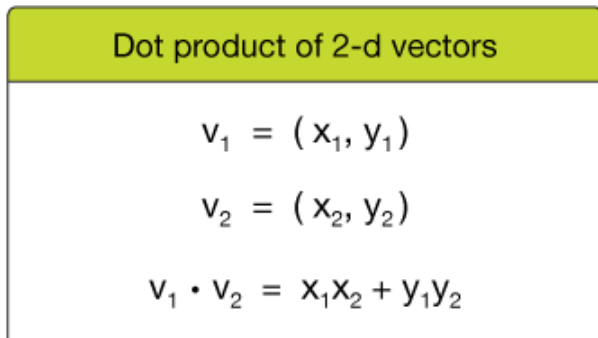 Dot product of 2-d vectors
v₁ = ( x₁, y₁)
v₂ = ( x₂, y₂)
v₁ · v₂ = x₁x₂ + y₁y₂